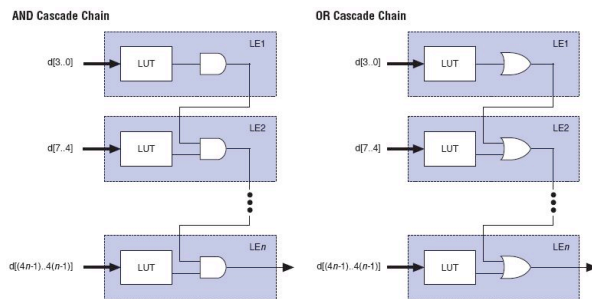 AND Cascade Chain
LE1
d[3..0]
LUT
LE2
d[7..4]
LUT
LEn
d[(4n-1)..4(n-1)]
LUT
OR Cascade Chain
LE1
d[3..0]
LUT
LE2
d[7..4]
LUT
LEn
d[(4n-1)..4(n-1)]
LUT